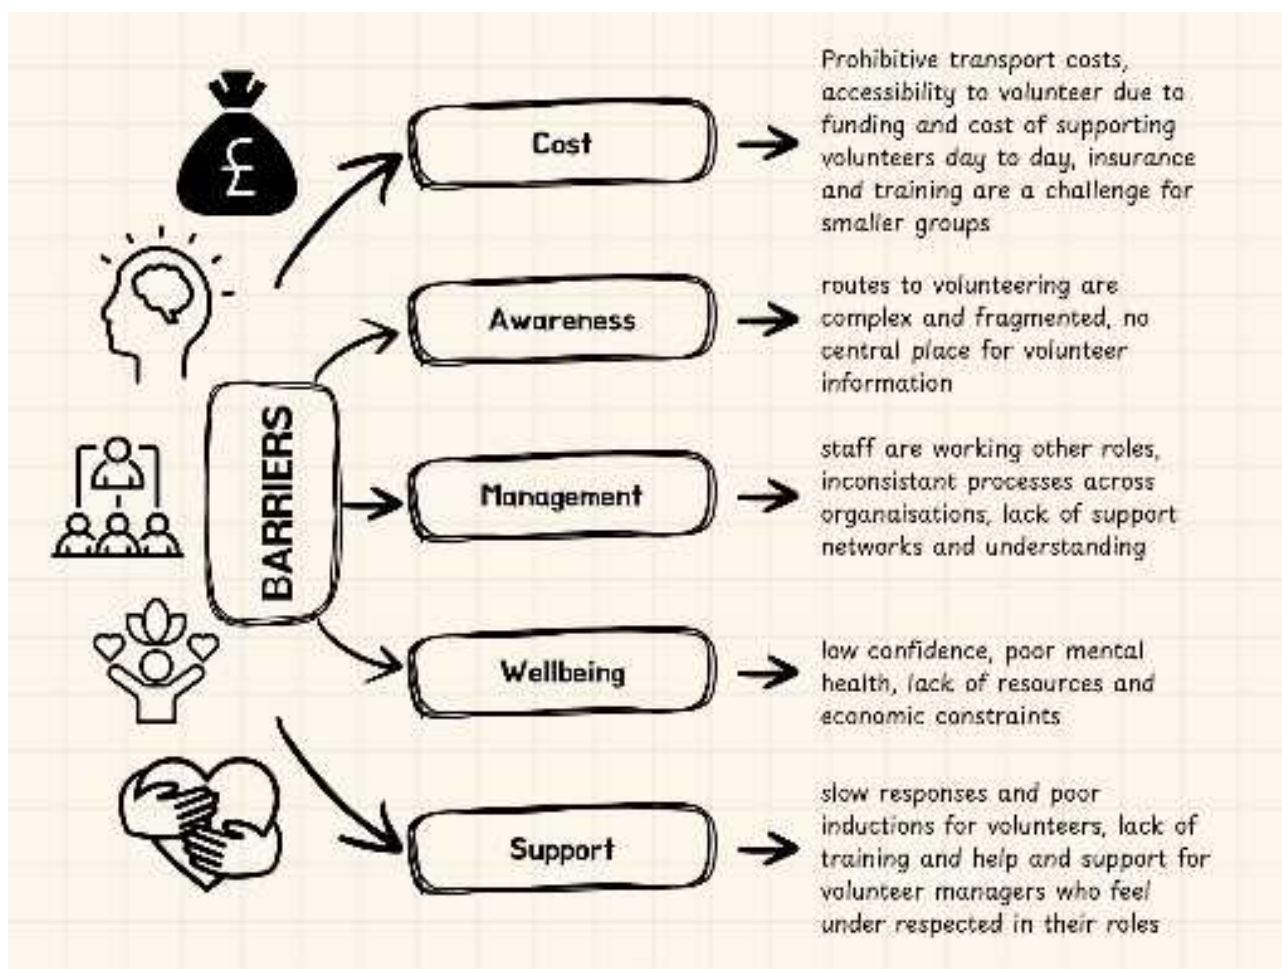 £
Cost
Prohibitive transport costs,
accessibility to volunteer due to
funding and cost of supporting
volunteers day to day, insurance
and training are a challenge for
smaller groups
Awareness
routes to volunteering are
complex and fragmented, no
central place for volunteer
information
BARRIERS
Management
staff are working other roles,
inconsistant processes across
organaisations, lack of support
networks and understanding
Wellbeing
low confidence, poor mental
health, lack of resources and
economic constraints
Support
slow responses and poor
inductions for volunteers, lack of
training and help and support for
volunteer managers who feel
under respected in their roles